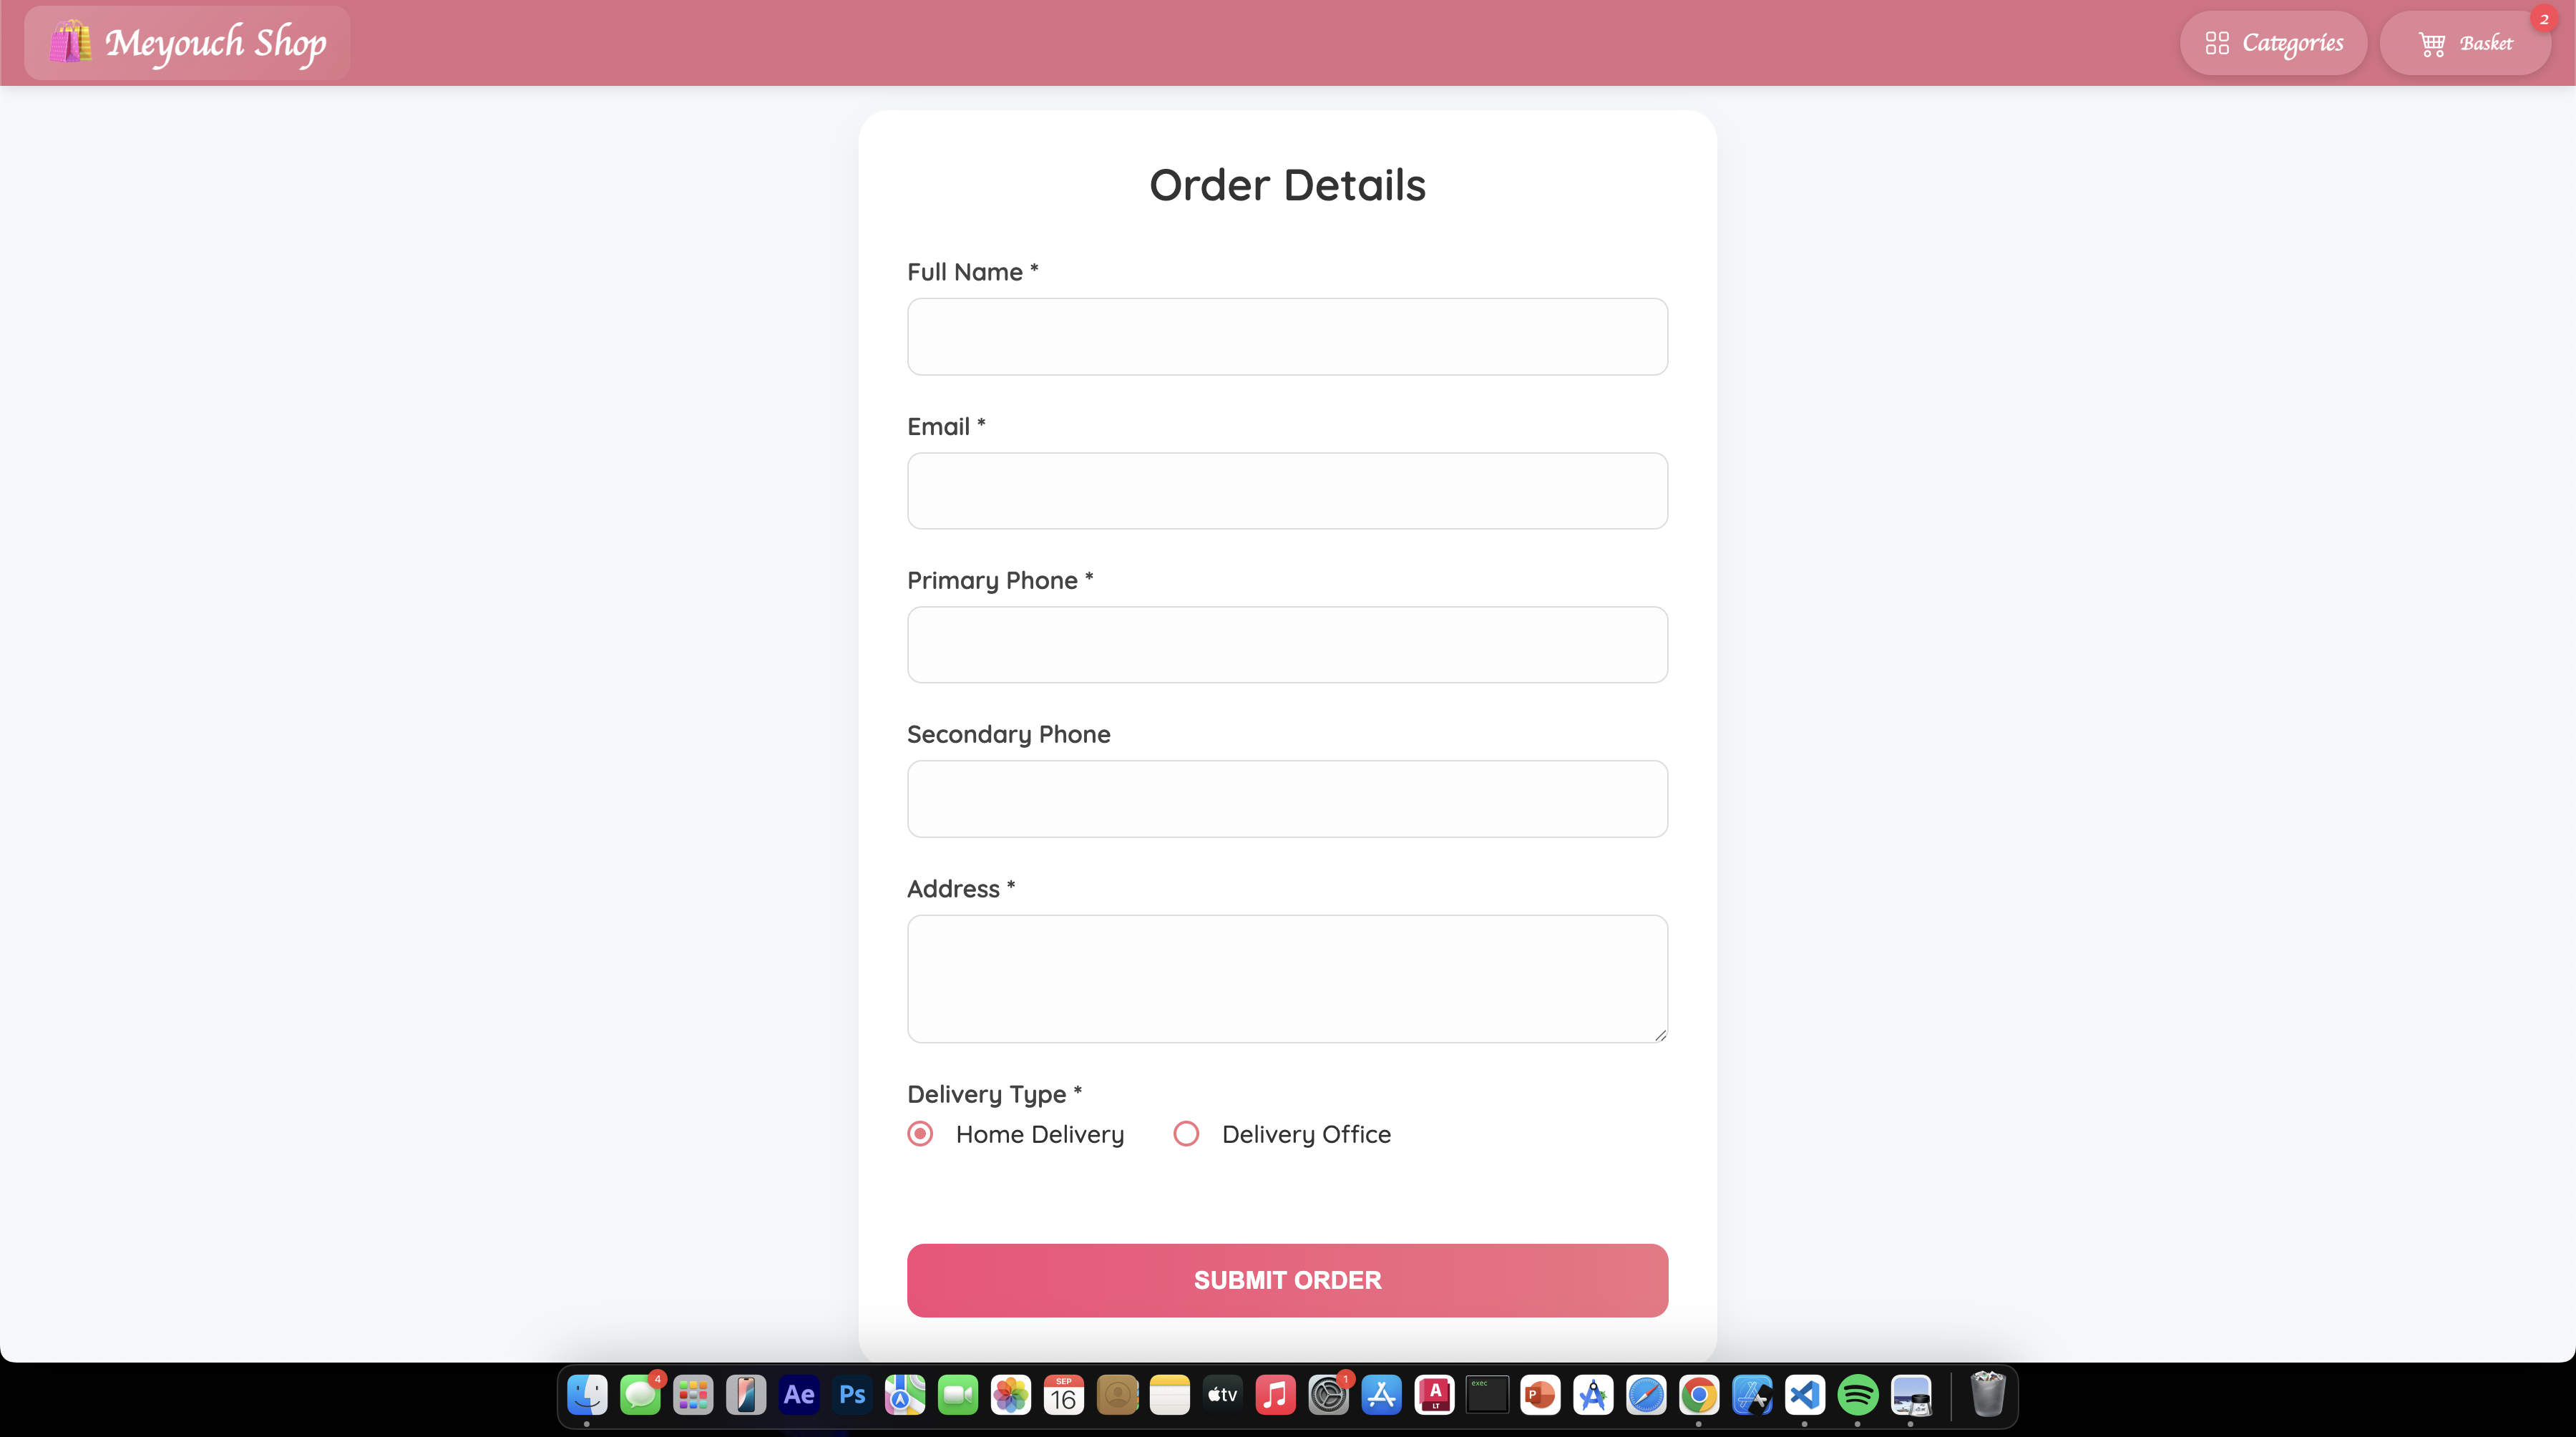 Meyouch Shop
Categories
Basket
2
Order Details
Full Name *
Email *
Primary Phone *
Secondary Phone
Address *
Delivery Type *
Home Delivery
Delivery Office
SUBMIT ORDER
4
Ae
Ps
SEP
16
tv
1
A
LT
exec
P